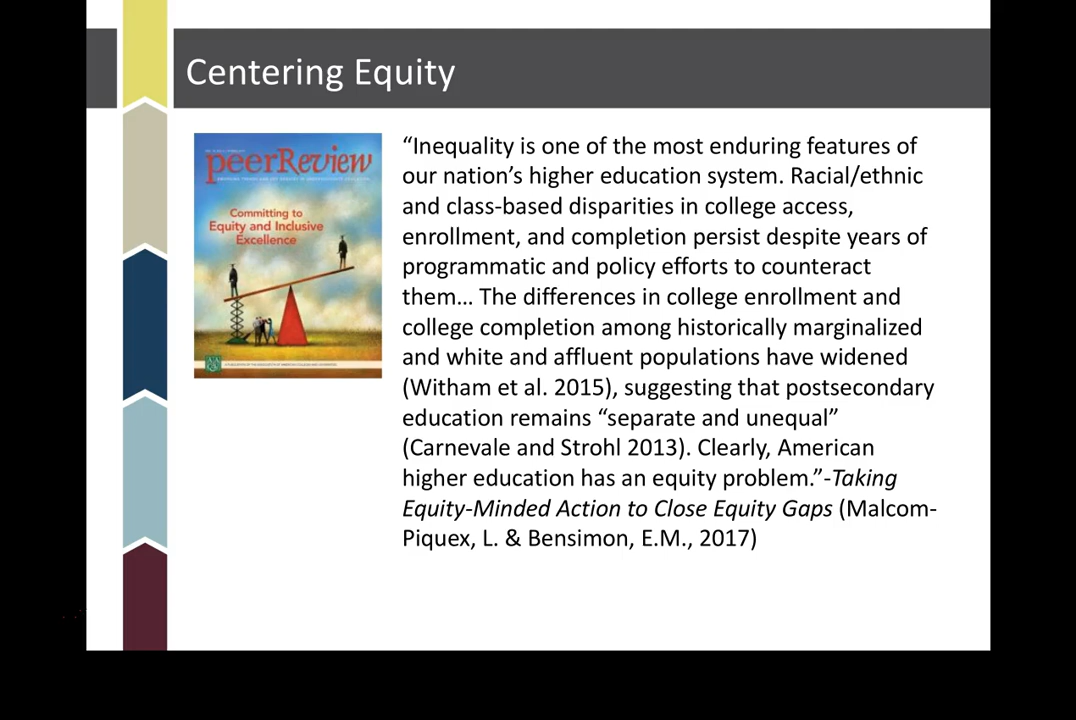 Centering Equity
peerReview
Committing to
Equity and Inclusive
Excellence
“Inequality is one of the most enduring features of
our nation’s higher education system. Racial/ethnic
and class-based disparities in college access,
enrollment, and completion persist despite years of
programmatic and policy efforts to counteract
them… The differences in college enrollment and
college completion among historically marginalized
and white and affluent populations have widened
(Witham et al. 2015), suggesting that postsecondary
education remains “separate and unequal”
(Carnevale and Strohl 2013). Clearly, American
higher education has an equity problem.”-Taking
Equity-Minded Action to Close Equity Gaps (Malcom-
Piquex, L. & Bensimon, E.M., 2017)